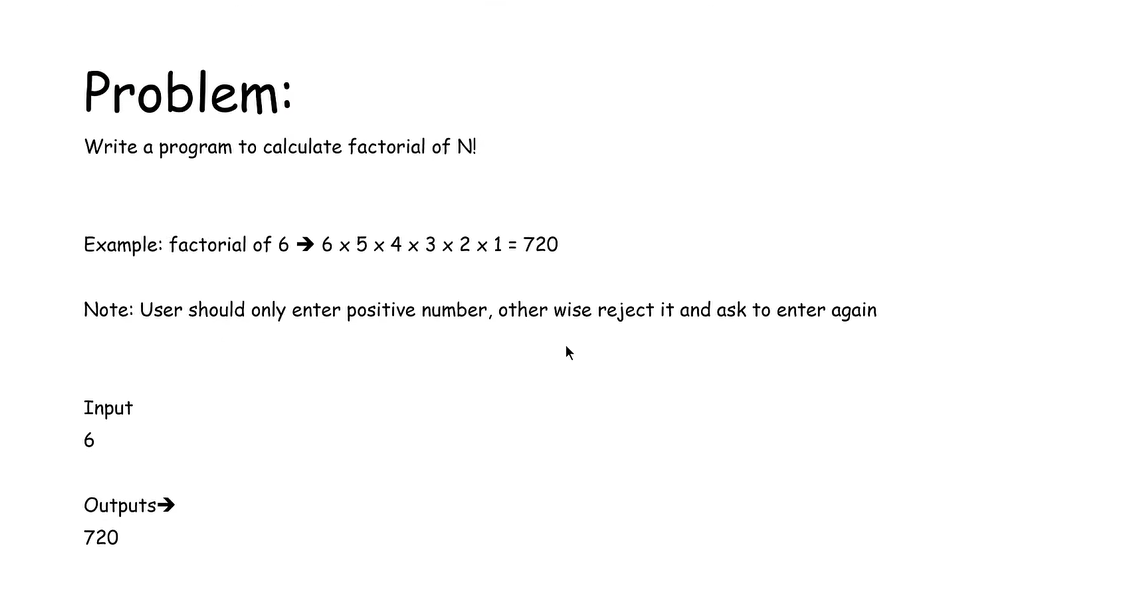 Problem:
Write a program to calculate factorial of N!
Example: factorial of 6 ➔ 6 x 5 x 4 x 3 x 2 x 1 = 720
Note: User should only enter positive number, other wise reject it and ask to enter again
Input
6
Outputs➔
720